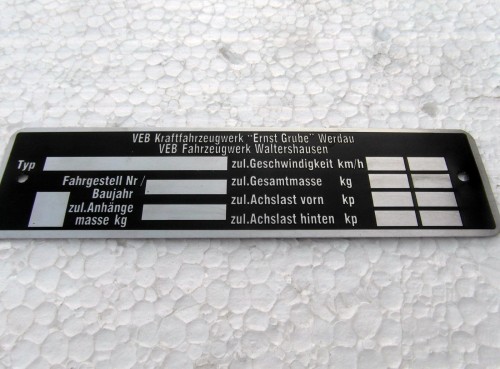 VEB Kraftfahrzeugwerk "Ernst Grube" Werdau
VEB Fahrzeugwerk Waltershausen
Typ zul.Geschwindigkeit km/h
Fahrgestell Nr / zul.Gesamtmasse kg
Baujahr zul.Achslast vorn kp
zul.Anhänge zul.Achslast hinten kp
masse kg